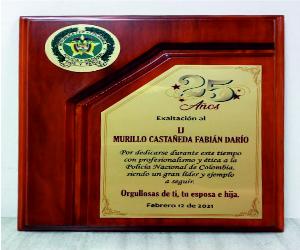 25
Años
Exaltación al
IJ
MURILLO CASTAÑEDA FABIÁN DARÍO
Por dedicarse durante este tiempo
con profesionalismo y ética a la
Policía Nacional de Colombia,
siendo un gran líder y ejemplo
a seguir.
Orgullosas de ti, tu esposa e hija.
Febrero 12 de 2021